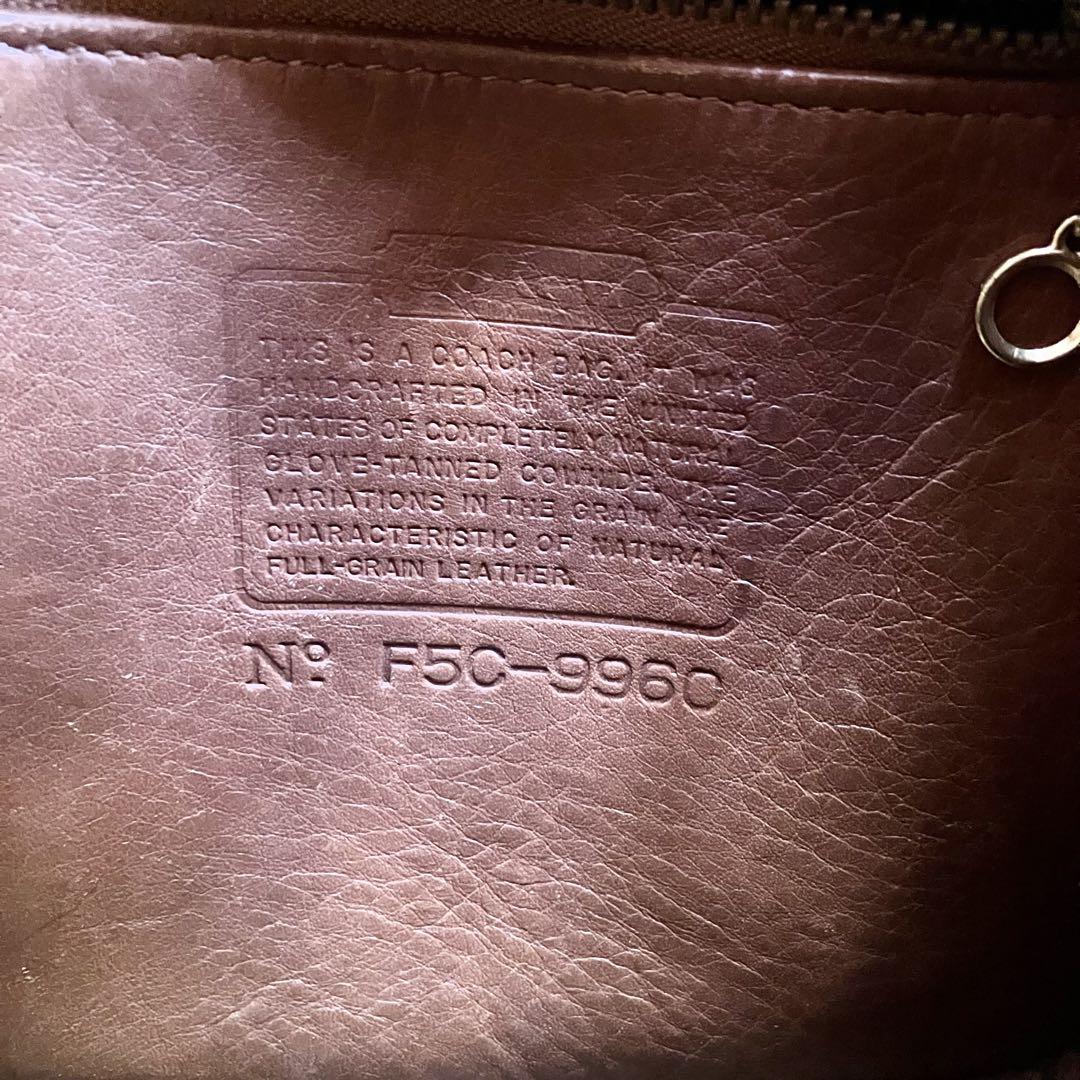 THIS IS A COACH BAG. IT WAS
HANDCRAFTED IN THE UNITED
STATES OF COMPLETELY NATURAL
GLOVE-TANNED COWHIDE. THE
VARIATIONS IN THE GRAIN ARE
CHARACTERISTIC OF NATURAL
FULL-GRAIN LEATHER.
Nº F5C-9960